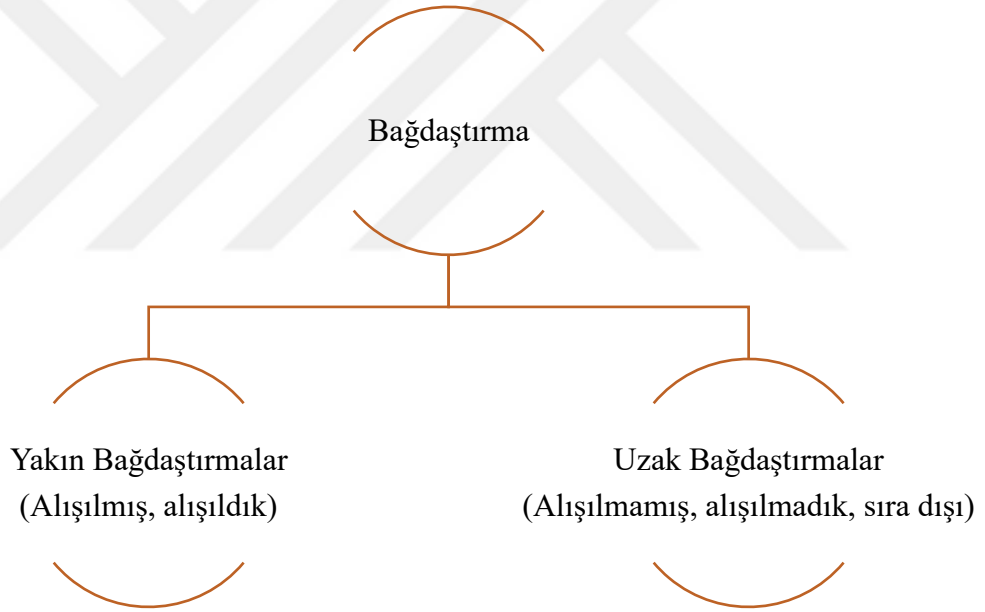 Bağdaştırma
Yakın Bağdaştırmalar
(Alışılmış, alışıldık)
Uzak Bağdaştırmalar
(Alışılmamış, alışılmadık, sıra dışı)